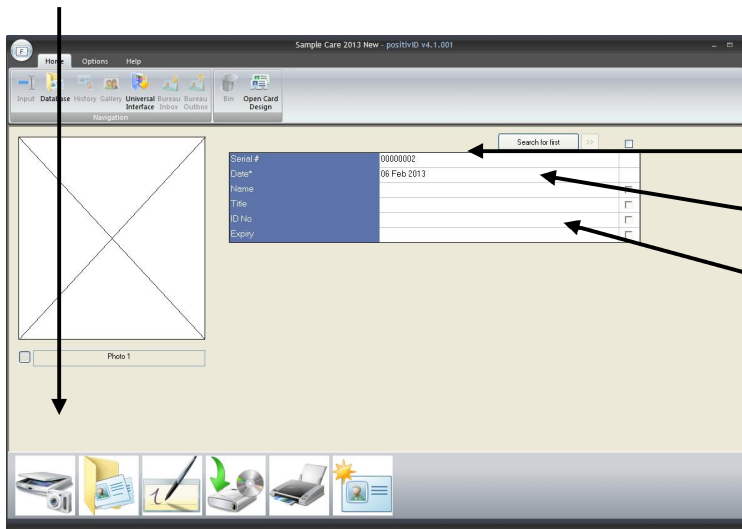 Sample Care 2013 New - positivID v4.1.001
F
Home Options Help
Input Database History Gallery Universal Interface Bureau Inbox Bureau Outbox Bin Open Card Design
Navigation
Search for first >>
Serial # 00000002
Date* 06 Feb 2013
Name
Title
ID No
Expiry
Photo 1